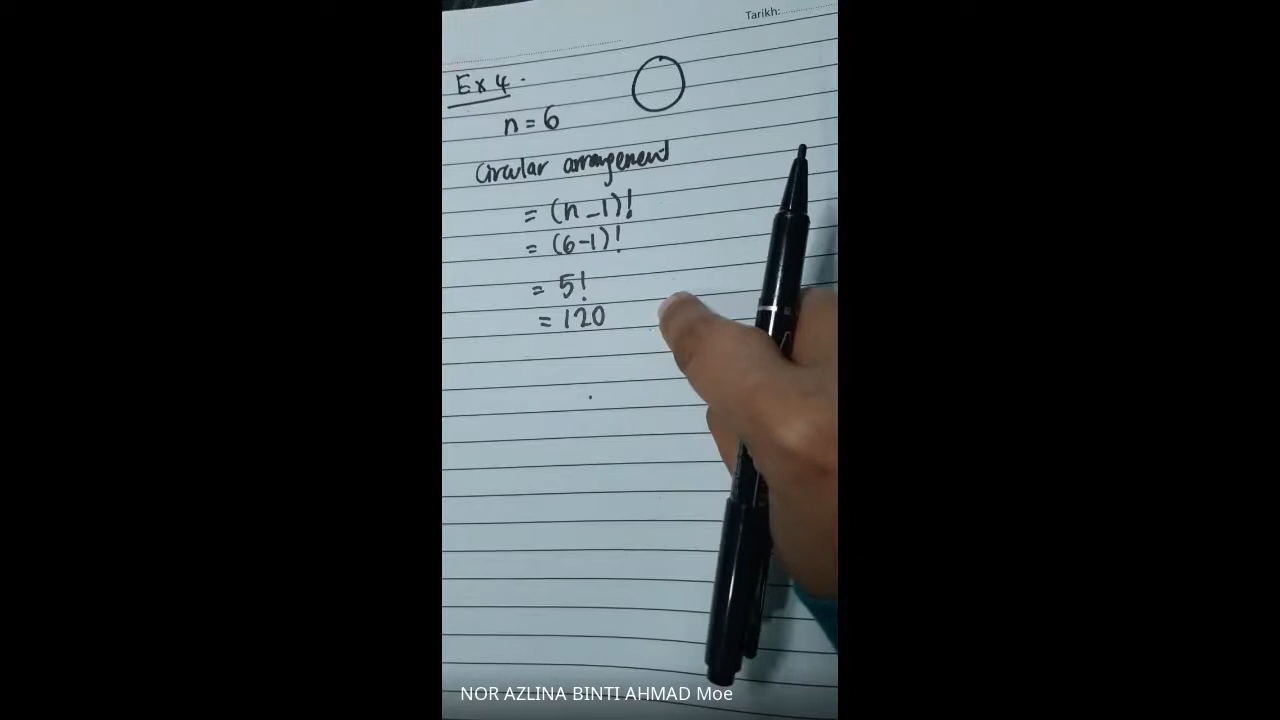 Tarikh:
Ex 4.
n = 6
Circular arrangement
= (n-1)!
= (6-1)!
= 5!
= 120
NOR AZLINA BINTI AHMAD Moe